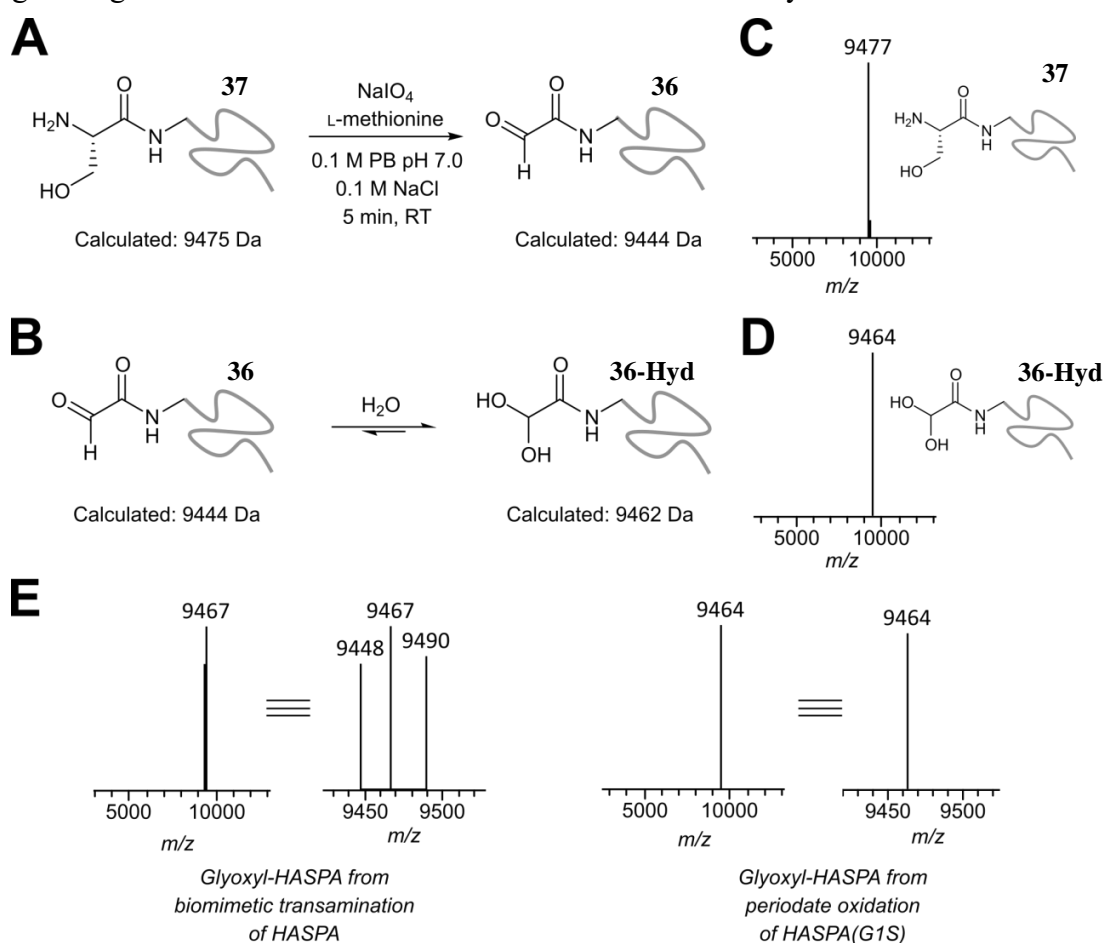 A
37
O
H₂N
N
H
HO
Calculated: 9475 Da
NaIO₄
L-methionine
0.1 M PB pH 7.0
0.1 M NaCl
5 min, RT
36
O
O
N
H
H
Calculated: 9444 Da
C
9477
37
O
H₂N
N
H
HO
5000 10000
m/z
B
36
O
O
N
H
H
Calculated: 9444 Da
H₂O
36-Hyd
O
HO
N
H
OH
Calculated: 9462 Da
D
9464
36-Hyd
O
HO
N
H
OH
5000 10000
m/z
E
9467
5000 10000
m/z
9467
9448
9490
9450 9500
m/z
Glyoxyl-HASPA from
biomimetic transamination
of HASPA
9464
5000 10000
m/z
9464
9450 9500
m/z
Glyoxyl-HASPA from
periodate oxidation
of HASPA(G1S)